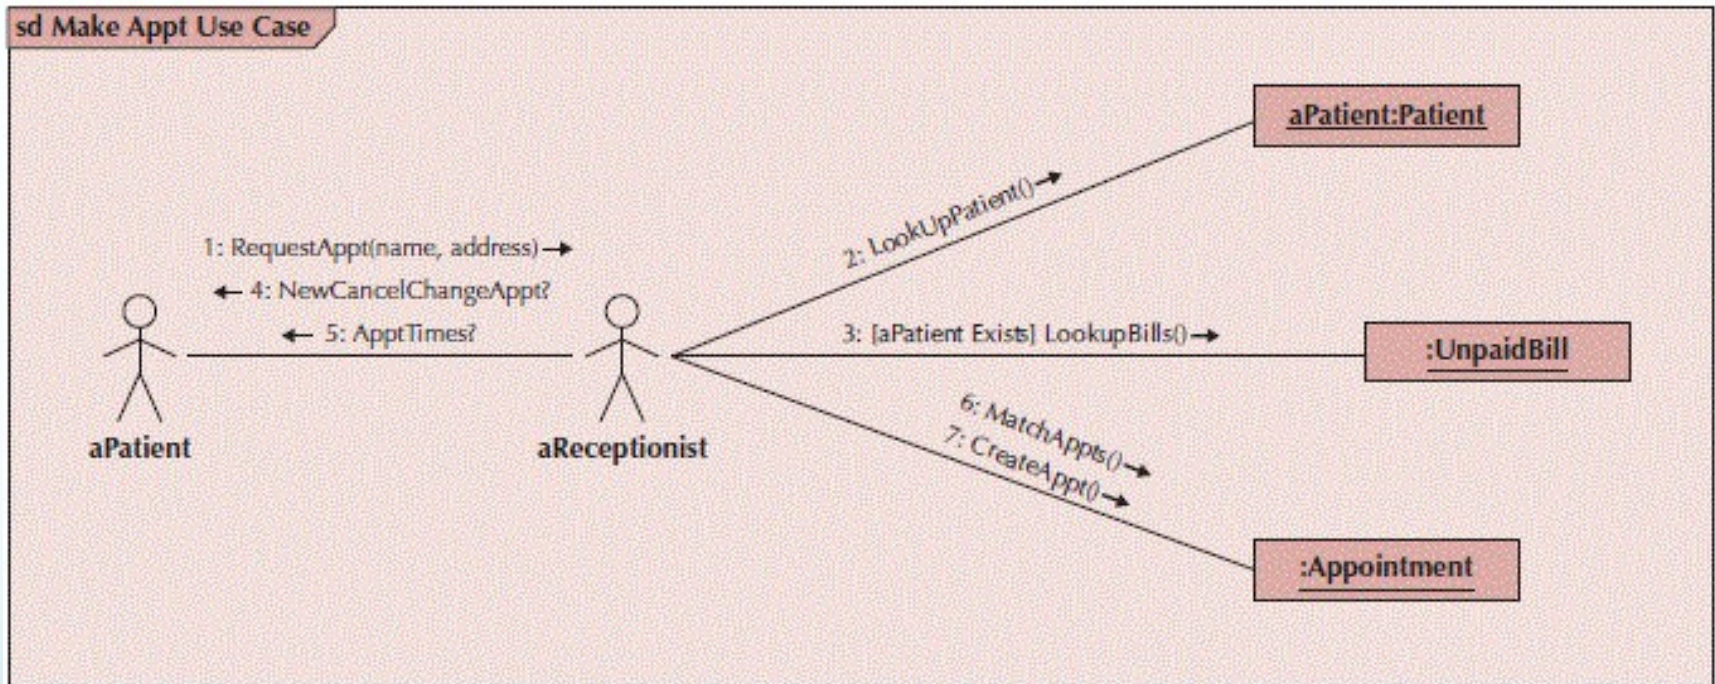 sd Make Appt Use Case
aPatient:Patient
2: LookUpPatient()
1: RequestAppt(name, address)
4: NewCancelChangeAppt?
5: ApptTimes?
3: [aPatient Exists] LookupBills()
:UnpaidBill
aPatient
aReceptionist
6: MatchAppts()
7: CreateAppt()
:Appointment